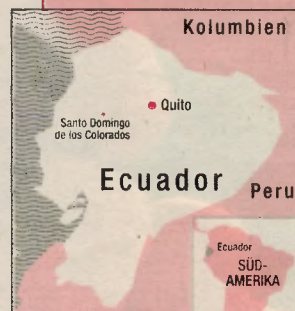 Kolumbien
Quito
Santo Domingo
de los Colorados
Ecuador
Peru
Ecuador
SÜD-
AMERIKA